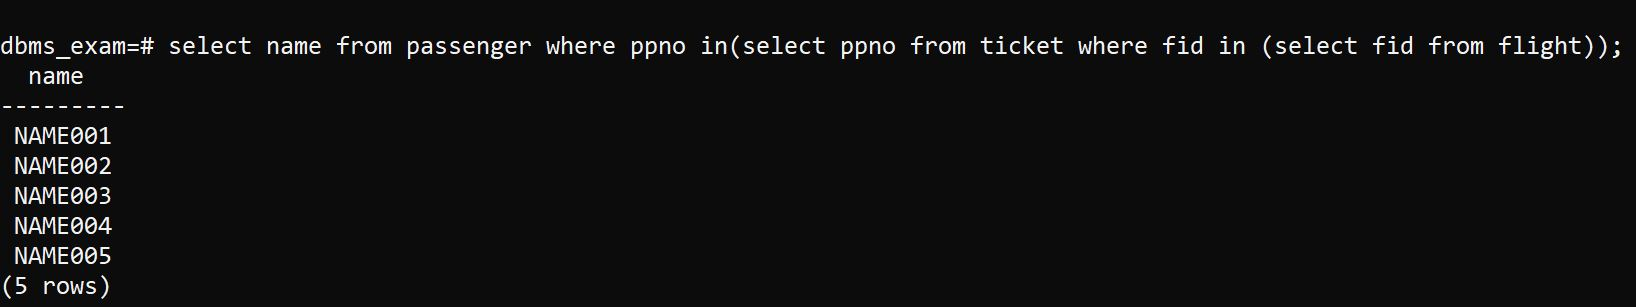 dbms_exam=# select name from passenger where ppno in(select ppno from ticket where fid in (select fid from flight));
  name
---------
 NAME001
 NAME002
 NAME003
 NAME004
 NAME005
(5 rows)